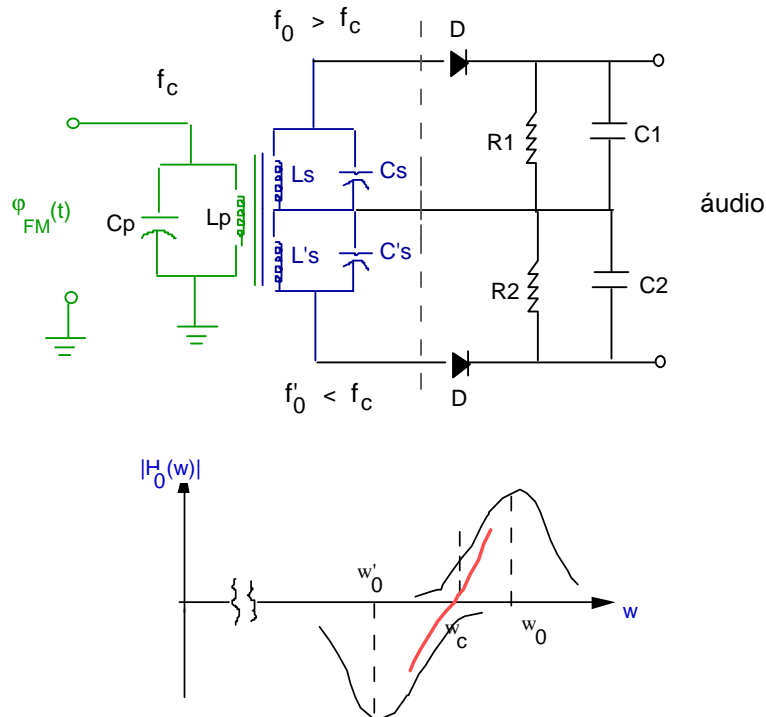 f0 > fc
D
fc
R1
C1
Ls
Cs
φFM(t)
Cp
Lp
áudio
L's
C's
R2
C2
f'0 < fc
D
|H0(w)|
w'0
wc
w0
w